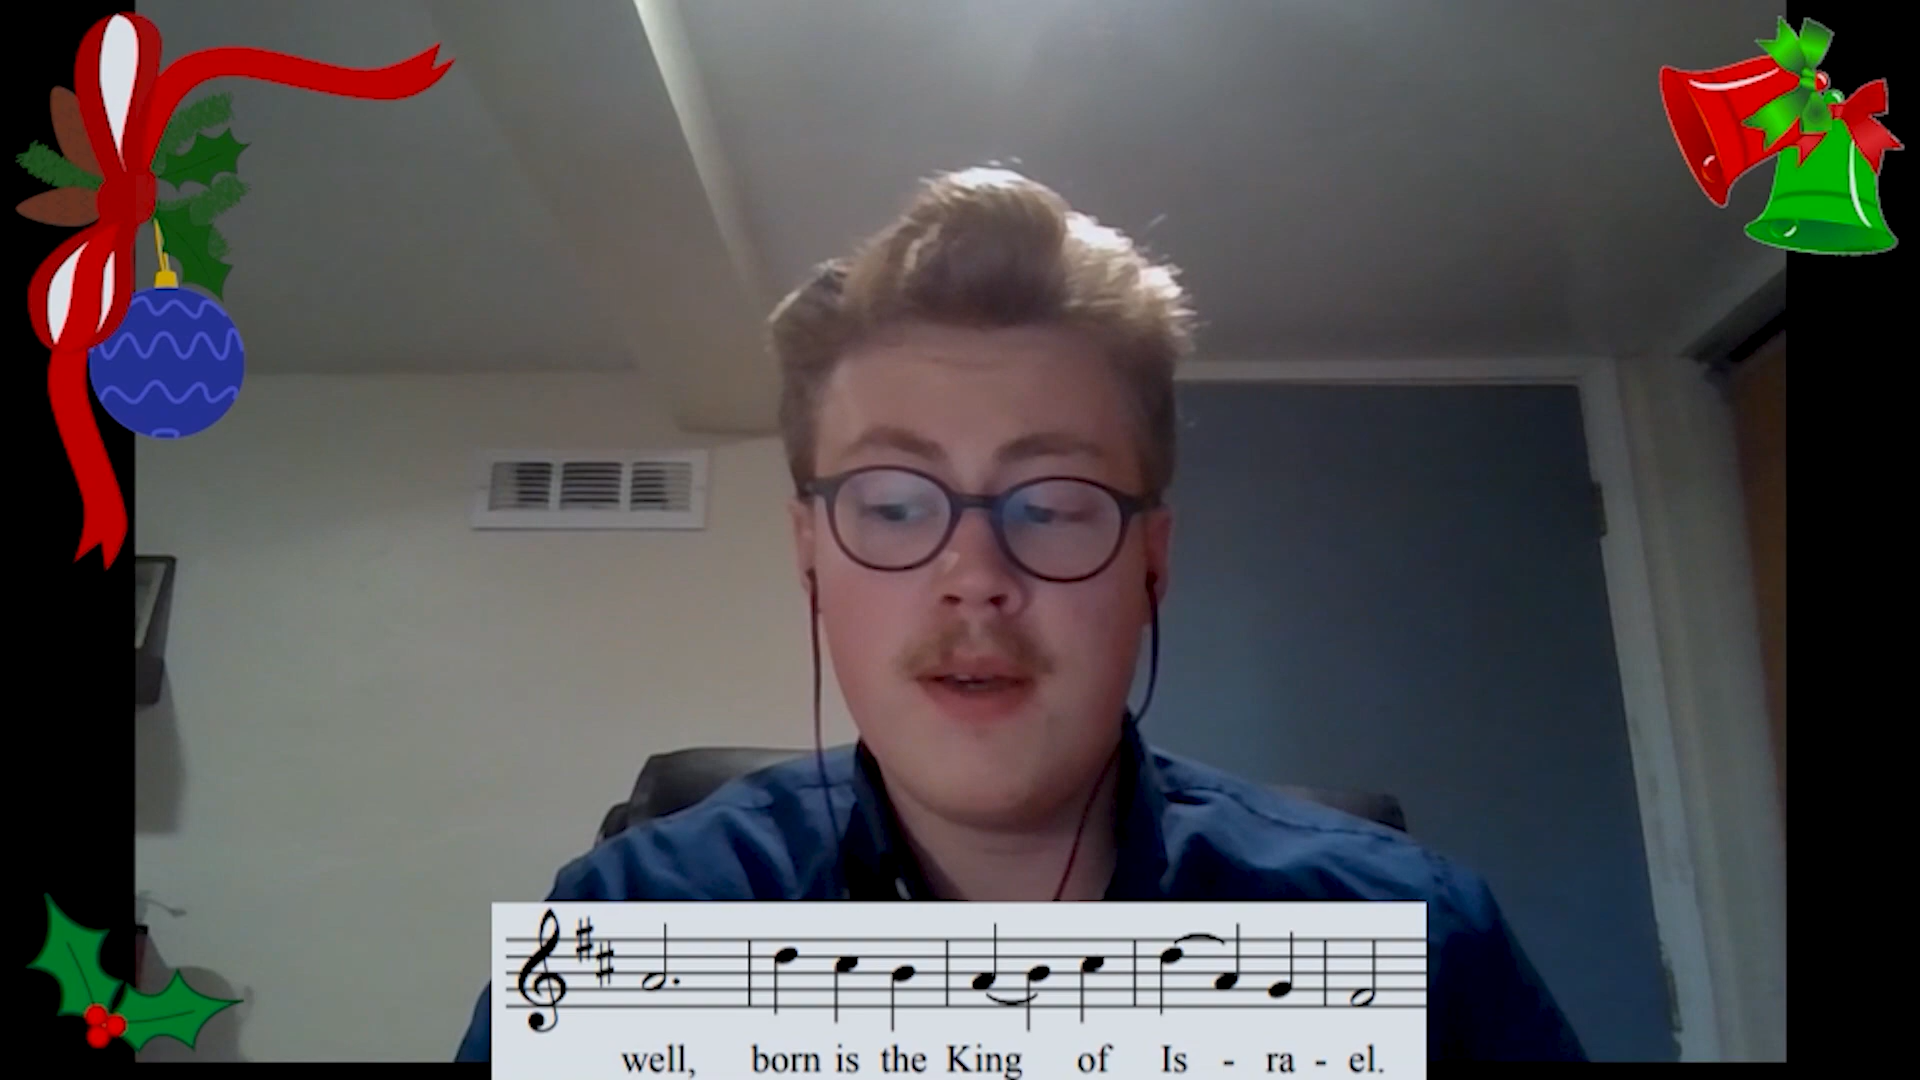 well, born is the King of Is - ra - el.